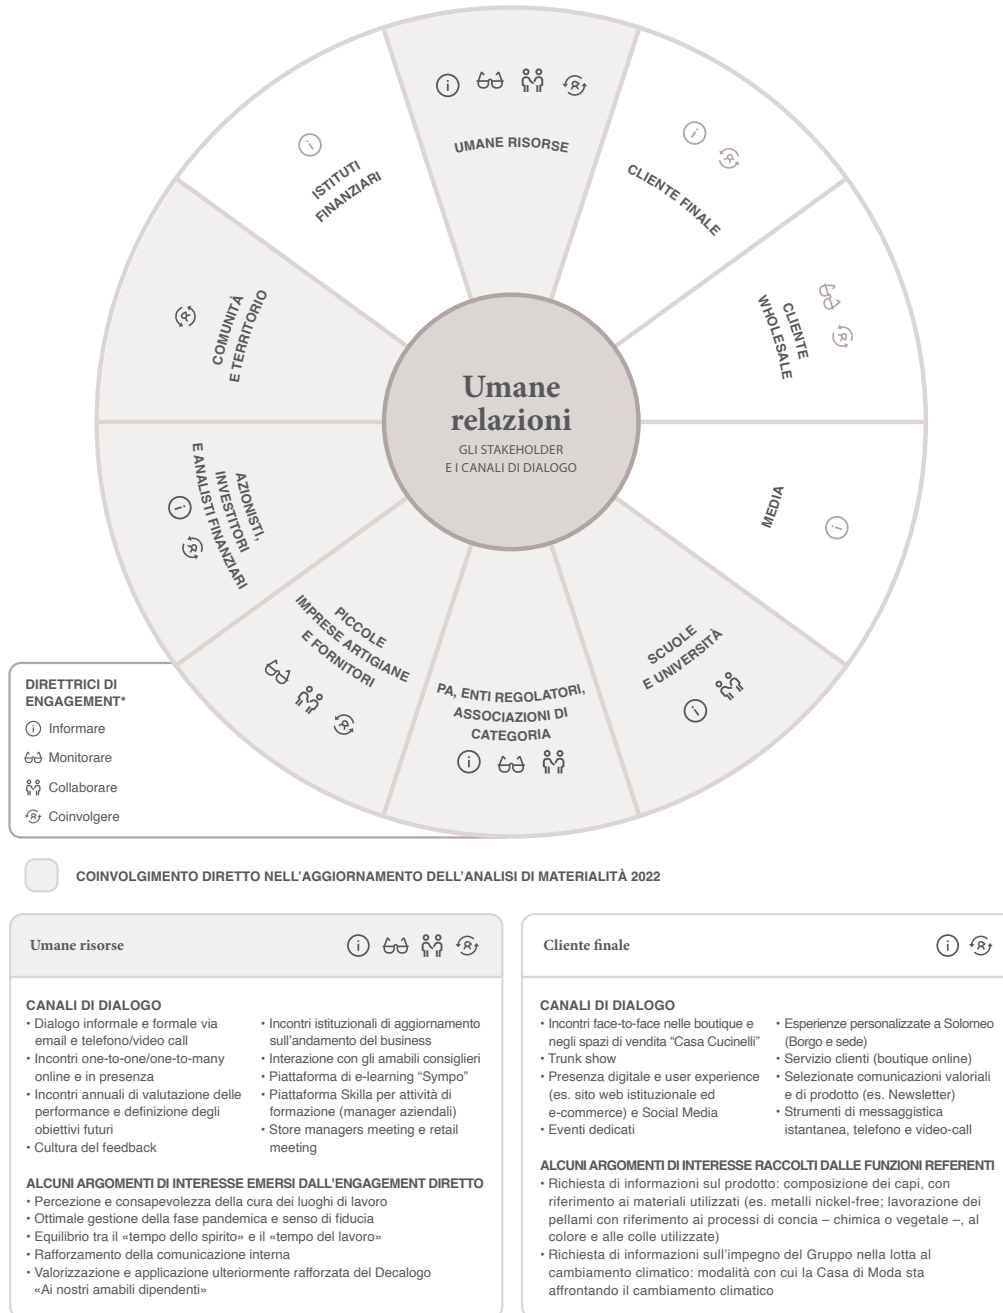 UMANE RISORSE
CLIENTE FINALE
CLIENTE
WHOLESALE
MEDIA
SCUOLE
E UNIVERSITÀ
PA, ENTI REGOLATORI,
ASSOCIAZIONI DI
CATEGORIA
PICCOLE
IMPRESE ARTIGIANE
E FORNITORI
AZIONISTI,
INVESTITORI
E ANALISTI FINANZIARI
COMUNITÀ
E TERRITORIO
ISTITUTI
FINANZIARI
Umane
relazioni
GLI STAKEHOLDER
E I CANALI DI DIALOGO
DIRETTRICI DI
ENGAGEMENT*
Informare
Monitorare
Collaborare
Coinvolgere
COINVOLGIMENTO DIRETTO NELL'AGGIORNAMENTO DELL'ANALISI DI MATERIALITÀ 2022
Umane risorse
CANALI DI DIALOGO
• Dialogo informale e formale via
email e telefono/video call
• Incontri one-to-one/one-to-many
online e in presenza
• Incontri annuali di valutazione delle
performance e definizione degli
obiettivi futuri
• Cultura del feedback
• Incontri istituzionali di aggiornamento
sull'andamento del business
• Interazione con gli amabili consiglieri
• Piattaforma di e-learning “Sympo”
• Piattaforma Skilla per attività di
formazione (manager aziendali)
• Store managers meeting e retail
meeting
ALCUNI ARGOMENTI DI INTERESSE EMERSI DALL'ENGAGEMENT DIRETTO
• Percezione e consapevolezza della cura dei luoghi di lavoro
• Ottimale gestione della fase pandemica e senso di fiducia
• Equilibrio tra il «tempo dello spirito» e il «tempo del lavoro»
• Rafforzamento della comunicazione interna
• Valorizzazione e applicazione ulteriormente rafforzata del Decalogo
«Ai nostri amabili dipendenti»
Cliente finale
CANALI DI DIALOGO
• Incontri face-to-face nelle boutique e
negli spazi di vendita “Casa Cucinelli”
• Trunk show
• Presenza digitale e user experience
(es. sito web istituzionale ed
e-commerce) e Social Media
• Eventi dedicati
• Esperienze personalizzate a Solomeo
(Borgo e sede)
• Servizio clienti (boutique online)
• Selezionate comunicazioni valoriali
e di prodotto (es. Newsletter)
• Strumenti di messaggistica
istantanea, telefono e video-call
ALCUNI ARGOMENTI DI INTERESSE RACCOLTI DALLE FUNZIONI REFERENTI
• Richiesta di informazioni sul prodotto: composizione dei capi, con
riferimento ai materiali utilizzati (es. metalli nickel-free; lavorazione dei
pellami con riferimento ai processi di concia – chimica o vegetale –, al
colore e alle colle utilizzate)
• Richiesta di informazioni sull'impegno del Gruppo nella lotta al
cambiamento climatico: modalità con cui la Casa di Moda sta
affrontando il cambiamento climatico